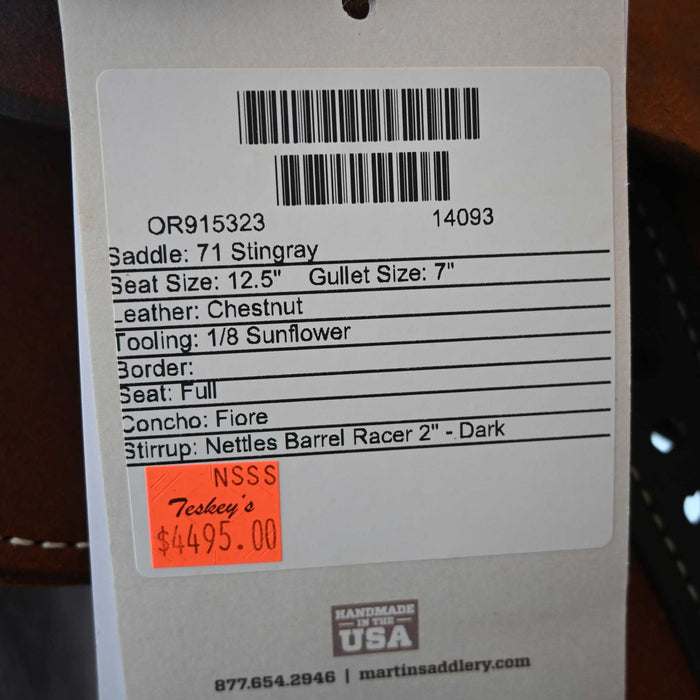 OR915323 14093
Saddle: 71 Stingray
Seat Size: 12.5" Gullet Size: 7"
Leather: Chestnut
Tooling: 1/8 Sunflower
Border:
Seat: Full
Concho: Fiore
Stirrup: Nettles Barrel Racer 2" - Dark
NSSS
Teskey's
$4495.00
HANDMADE
IN THE
USA
877.654.2946 | martinsaddlery.com